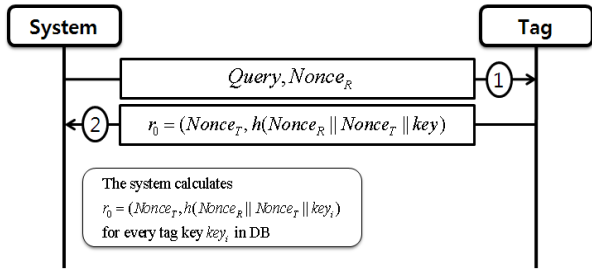 System
Tag
Query, Nonce_R
1
r_0 = (Nonce_T, h(Nonce_R || Nonce_T || key)
2
The system calculates
r_0 = (Nonce_T, h(Nonce_R || Nonce_T || key_i)
for every tag key key_i in DB